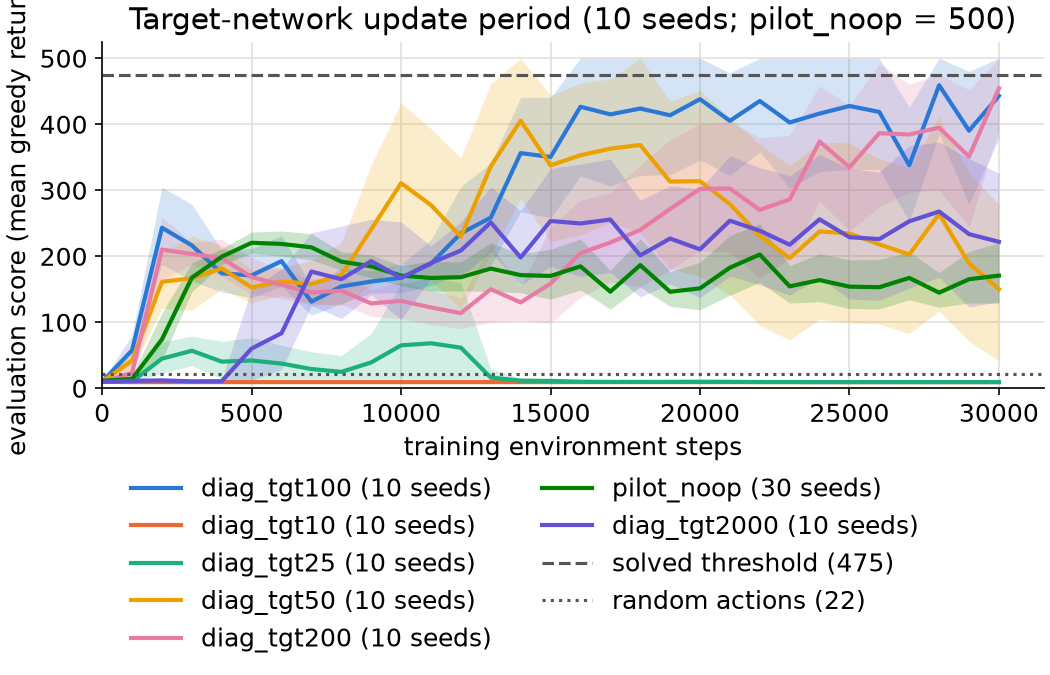 Target-network update period (10 seeds; pilot_noop = 500)
evaluation score (mean greedy
500
400
300
200
100
0
0 5000 10000 15000 20000 25000 30000
training environment steps
diag_tgt100 (10 seeds)
diag_tgt10 (10 seeds)
diag_tgt25 (10 seeds)
diag_tgt50 (10 seeds)
diag_tgt200 (10 seeds)
pilot_noop (30 seeds)
diag_tgt2000 (10 seeds)
solved threshold (475)
random actions (22)